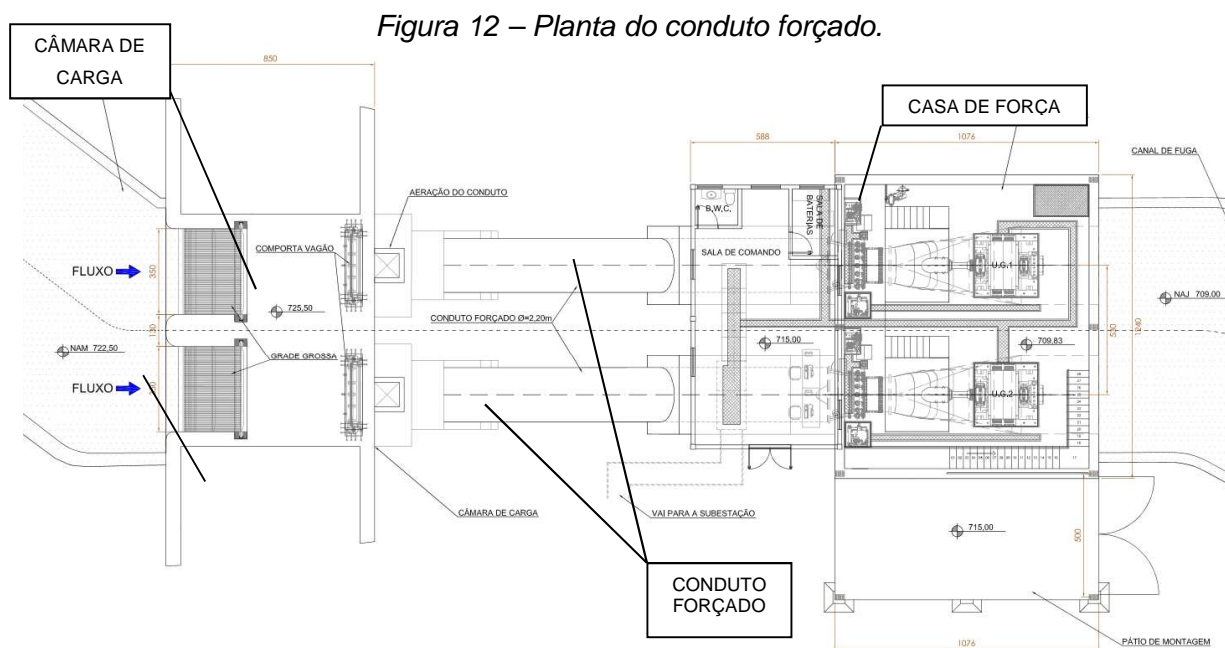 Figura 12 – Planta do conduto forçado.
CÂMARA DE
CARGA
850
CASA DE FORÇA
588
1076
CANAL DE FUGA
AERAÇÃO DO CONDUTO
B.W.C.
SALA DE
BATERIAS
COMPORTA VAGÃO
SALA DE COMANDO
U.G.1
FLUXO
350
725,50
NAJ 709,00
CONDUTO FORÇADO Ø=2,20m
130
530
1240
NAM 722,50
GRADE GROSSA
715,00
709,83
FLUXO
U.G.2
CÂMARA DE CARGA
VAI PARA A SUBESTAÇÃO
715,00
500
CONDUTO
FORÇADO
1076
PÁTIO DE MONTAGEM